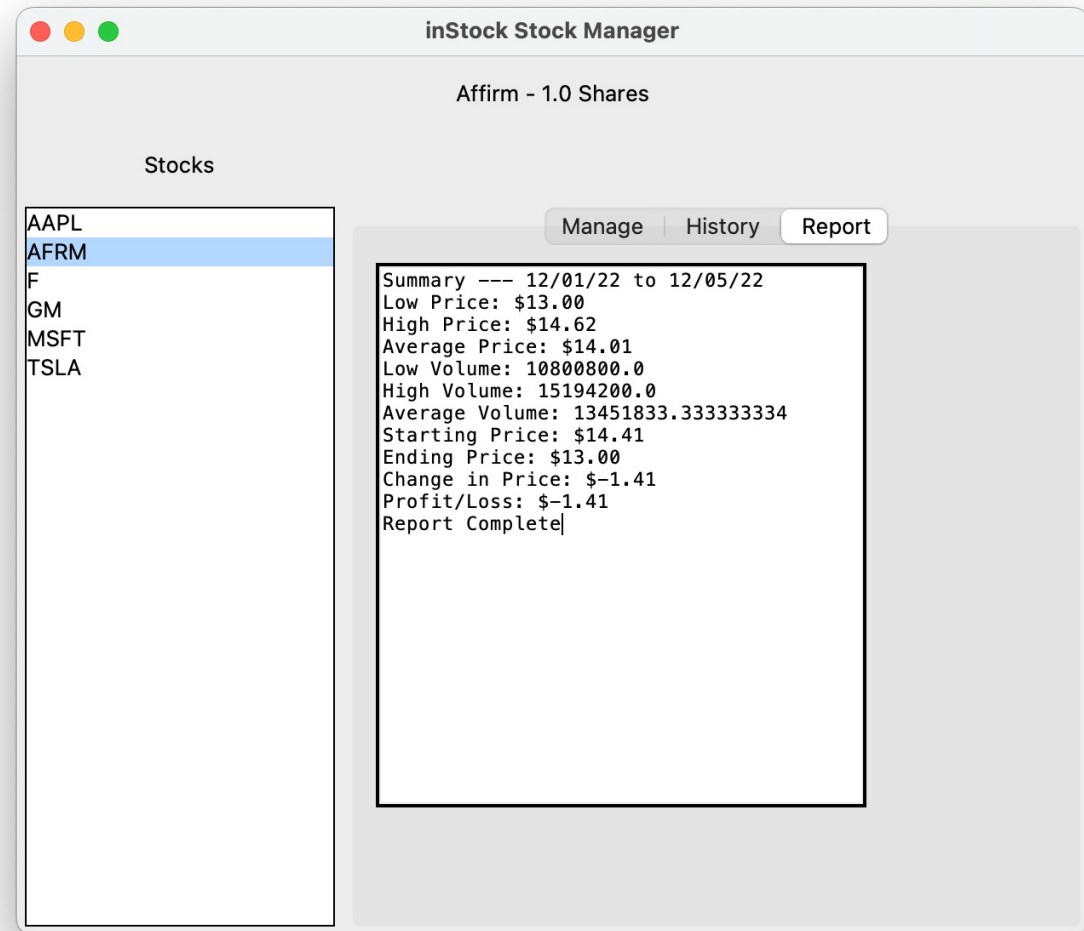 inStock Stock Manager
Affirm - 1.0 Shares
Stocks
AAPL
AFRM
F
GM
MSFT
TSLA
Manage History Report
Summary --- 12/01/22 to 12/05/22
Low Price: $13.00
High Price: $14.62
Average Price: $14.01
Low Volume: 10800800.0
High Volume: 15194200.0
Average Volume: 13451833.333333334
Starting Price: $14.41
Ending Price: $13.00
Change in Price: $-1.41
Profit/Loss: $-1.41
Report Complete